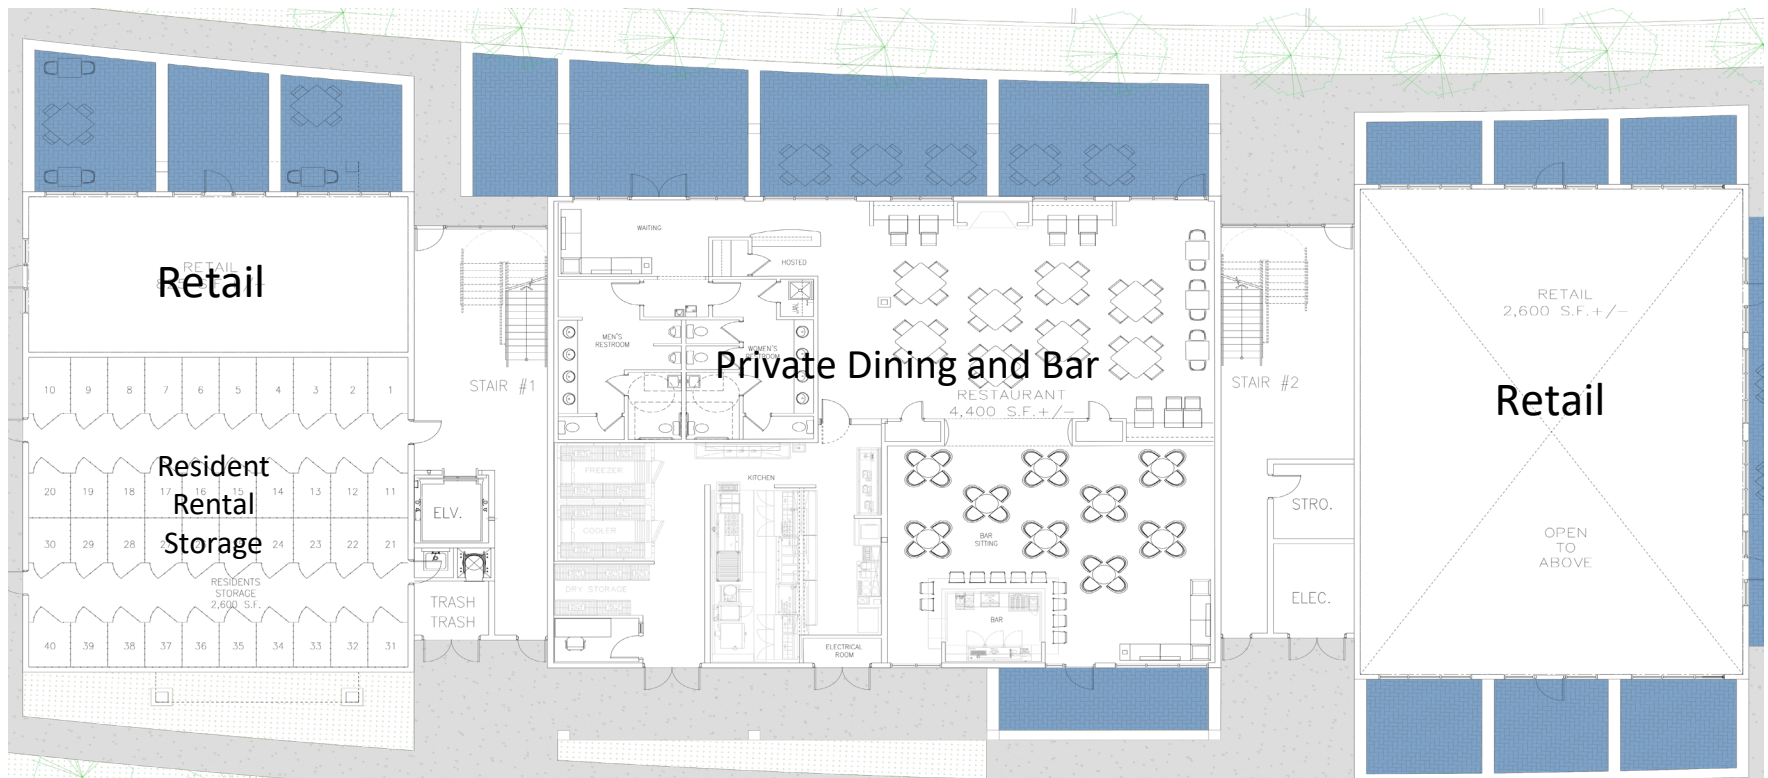 WAITING
HOSTED
RETAIL
Retail
MEN'S
RESTROOM
WOMEN'S
RESTROOM
JAN.
Private Dining and Bar
RESTAURANT
4,400 S.F.+/-
STAIR #1
STAIR #2
RETAIL
2,600 S.F.+/-
Retail
OPEN
TO
ABOVE
10 9 8 7 6 5 4 3 2 1
Resident
Rental
Storage
20 19 18 17 16 15 14 13 12 11
30 29 28 24 23 22 21
RESIDENTS
STORAGE
2,600 S.F.
40 39 38 37 36 35 34 33 32 31
ELV.
TRASH
TRASH
FREEZER
COOLER
DRY STORAGE
KITCHEN
ELECTRICAL
ROOM
BAR
SITTING
BAR
STRO.
ELEC.